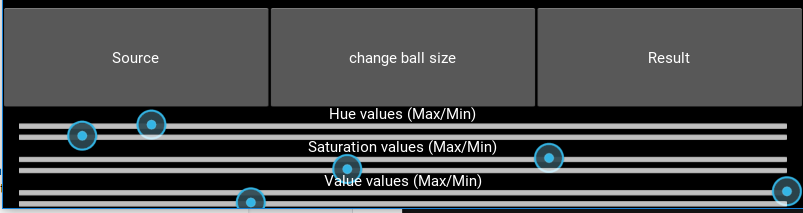 Source
change ball size
Result
Hue values (Max/Min)
Saturation values (Max/Min)
Value values (Max/Min)